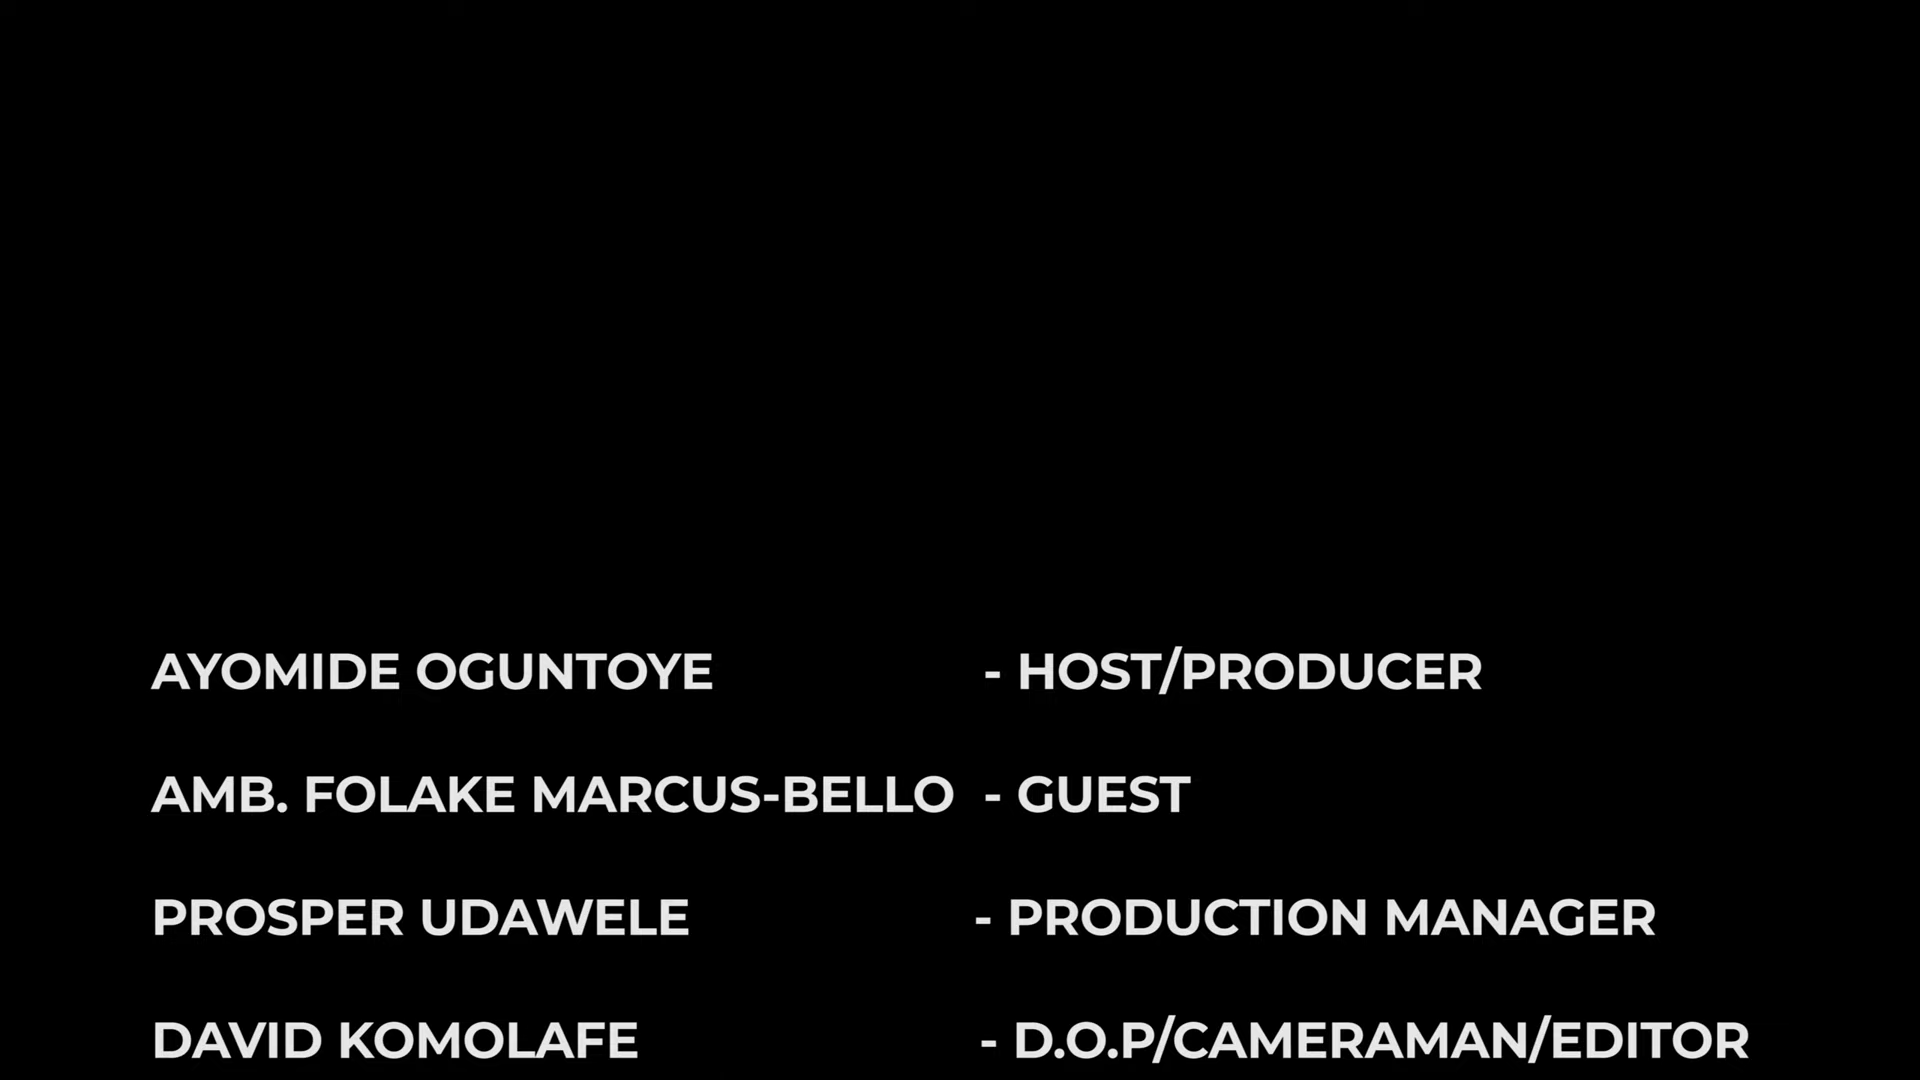 AYOMIDE OGUNTOYE - HOST/PRODUCER
AMB. FOLAKE MARCUS-BELLO - GUEST
PROSPER UDAWELE - PRODUCTION MANAGER
DAVID KOMOLAFE - D.O.P/CAMERAMAN/EDITOR